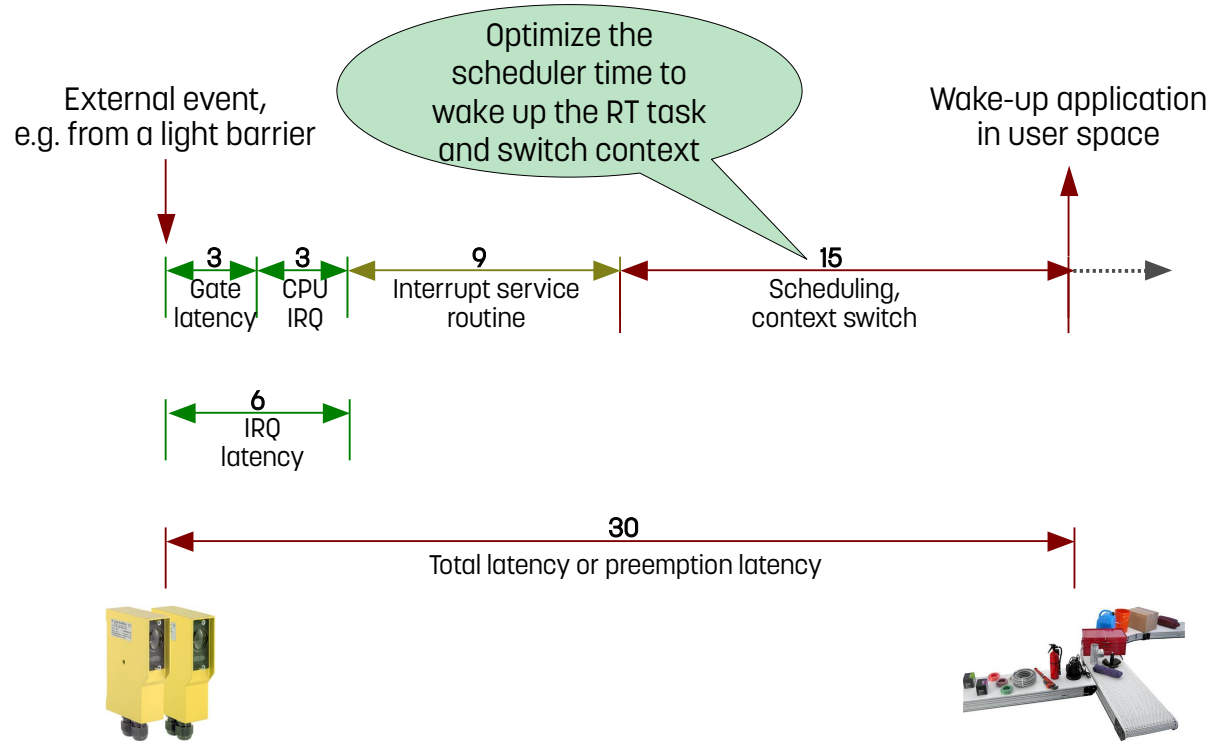 Optimize the
scheduler time to
wake up the RT task
and switch context
External event,
e.g. from a light barrier
Wake-up application
in user space
3
Gate
latency
3
CPU
IRQ
9
Interrupt service
routine
15
Scheduling,
context switch
6
IRQ
latency
30
Total latency or preemption latency